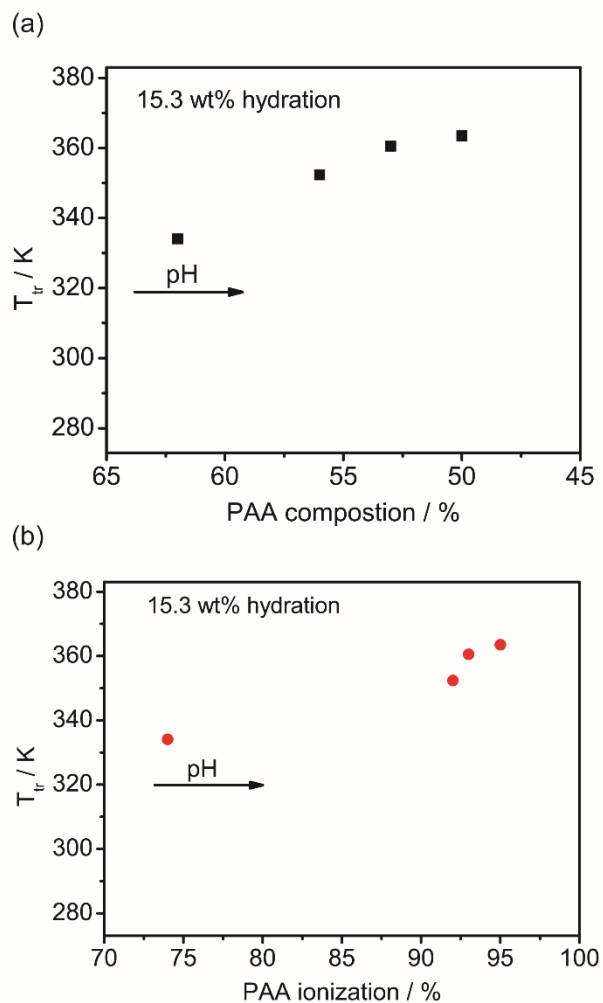 (a)
380
15.3 wt% hydration
360
340
T_tr / K
pH
320
300
280
65 60 55 50 45
PAA compostion / %
(b)
380
15.3 wt% hydration
360
340
T_tr / K
pH
320
300
280
70 75 80 85 90 95 100
PAA ionization / %